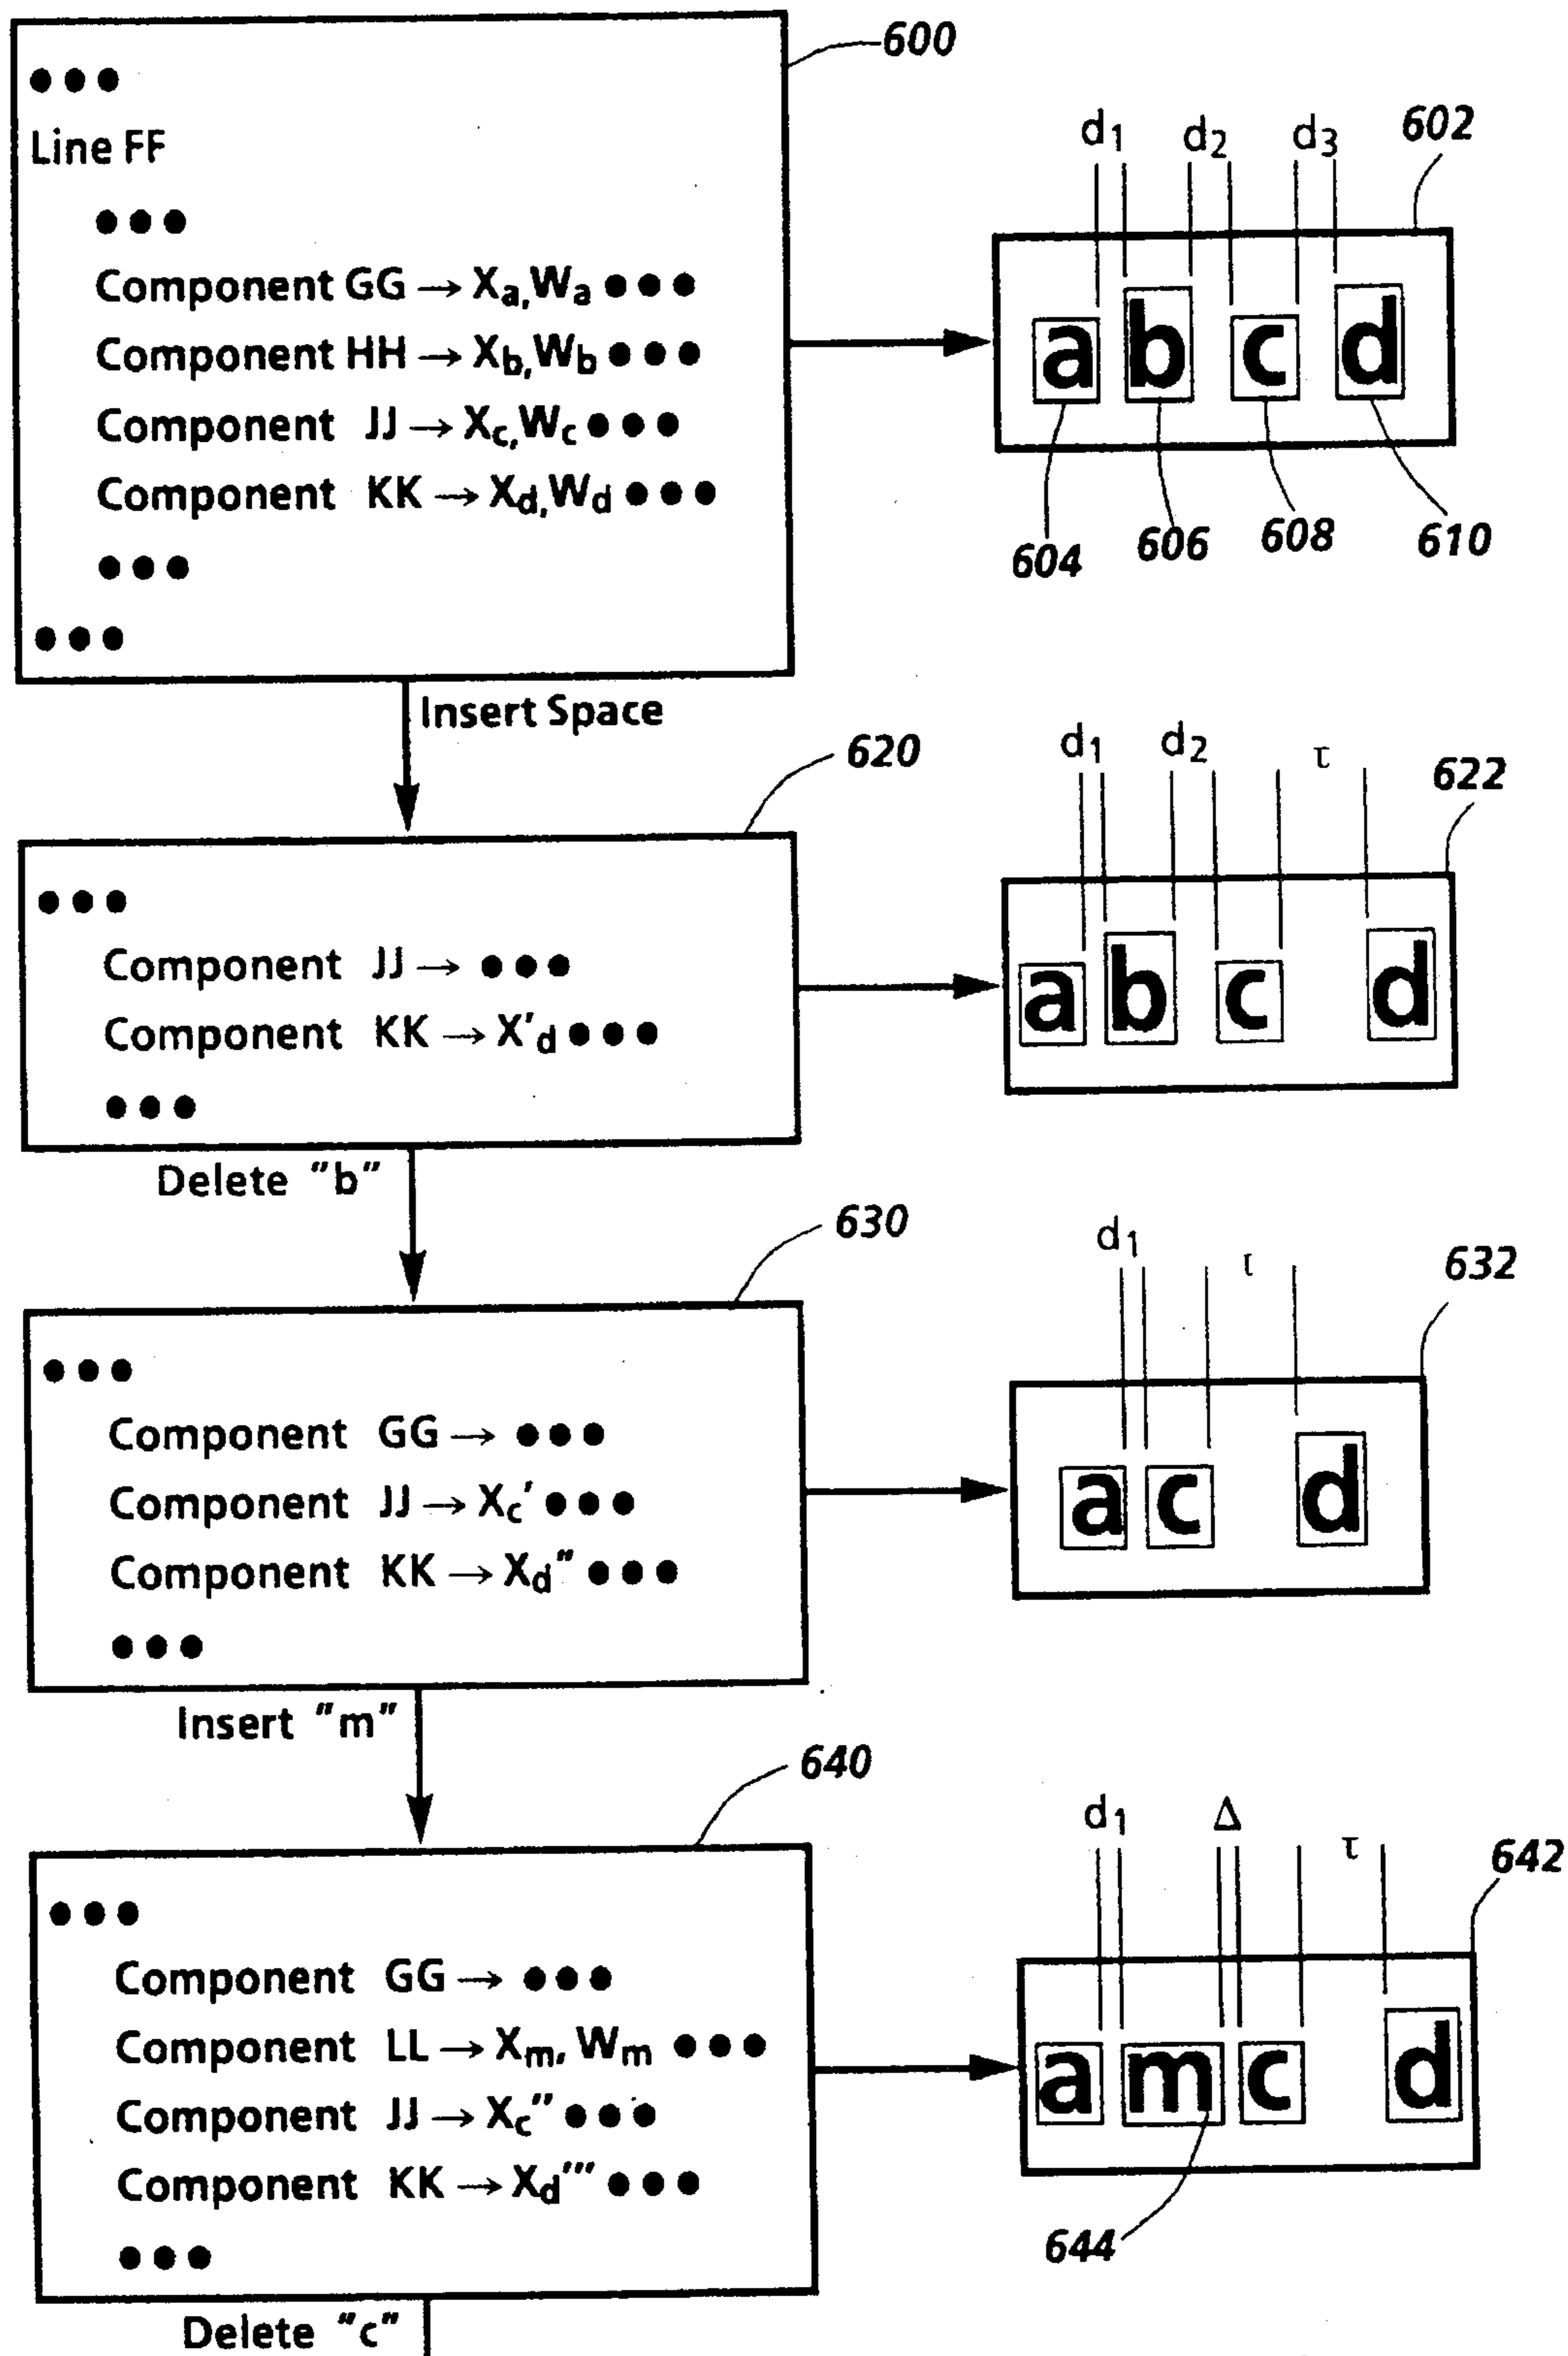 600
●●●
Line FF
●●●
Component GG → Xa,Wa ●●●
Component HH → Xb,Wb ●●●
Component JJ → Xc,Wc ●●●
Component KK → Xd,Wd ●●●
●●●
●●●
d1 d2 d3 602
a b c d
604 606 608 610
Insert Space
620
●●●
Component JJ → ●●●
Component KK → X'd ●●●
●●●
d1 d2 τ 622
a b c d
Delete "b"
630
●●●
Component GG → ●●●
Component JJ → Xc' ●●●
Component KK → Xd" ●●●
●●●
d1 τ 632
a c d
Insert "m"
640
●●●
Component GG → ●●●
Component LL → Xm, Wm ●●●
Component JJ → Xc" ●●●
Component KK → Xd''' ●●●
●●●
d1 Δ τ 642
a m c d
644
Delete "c"